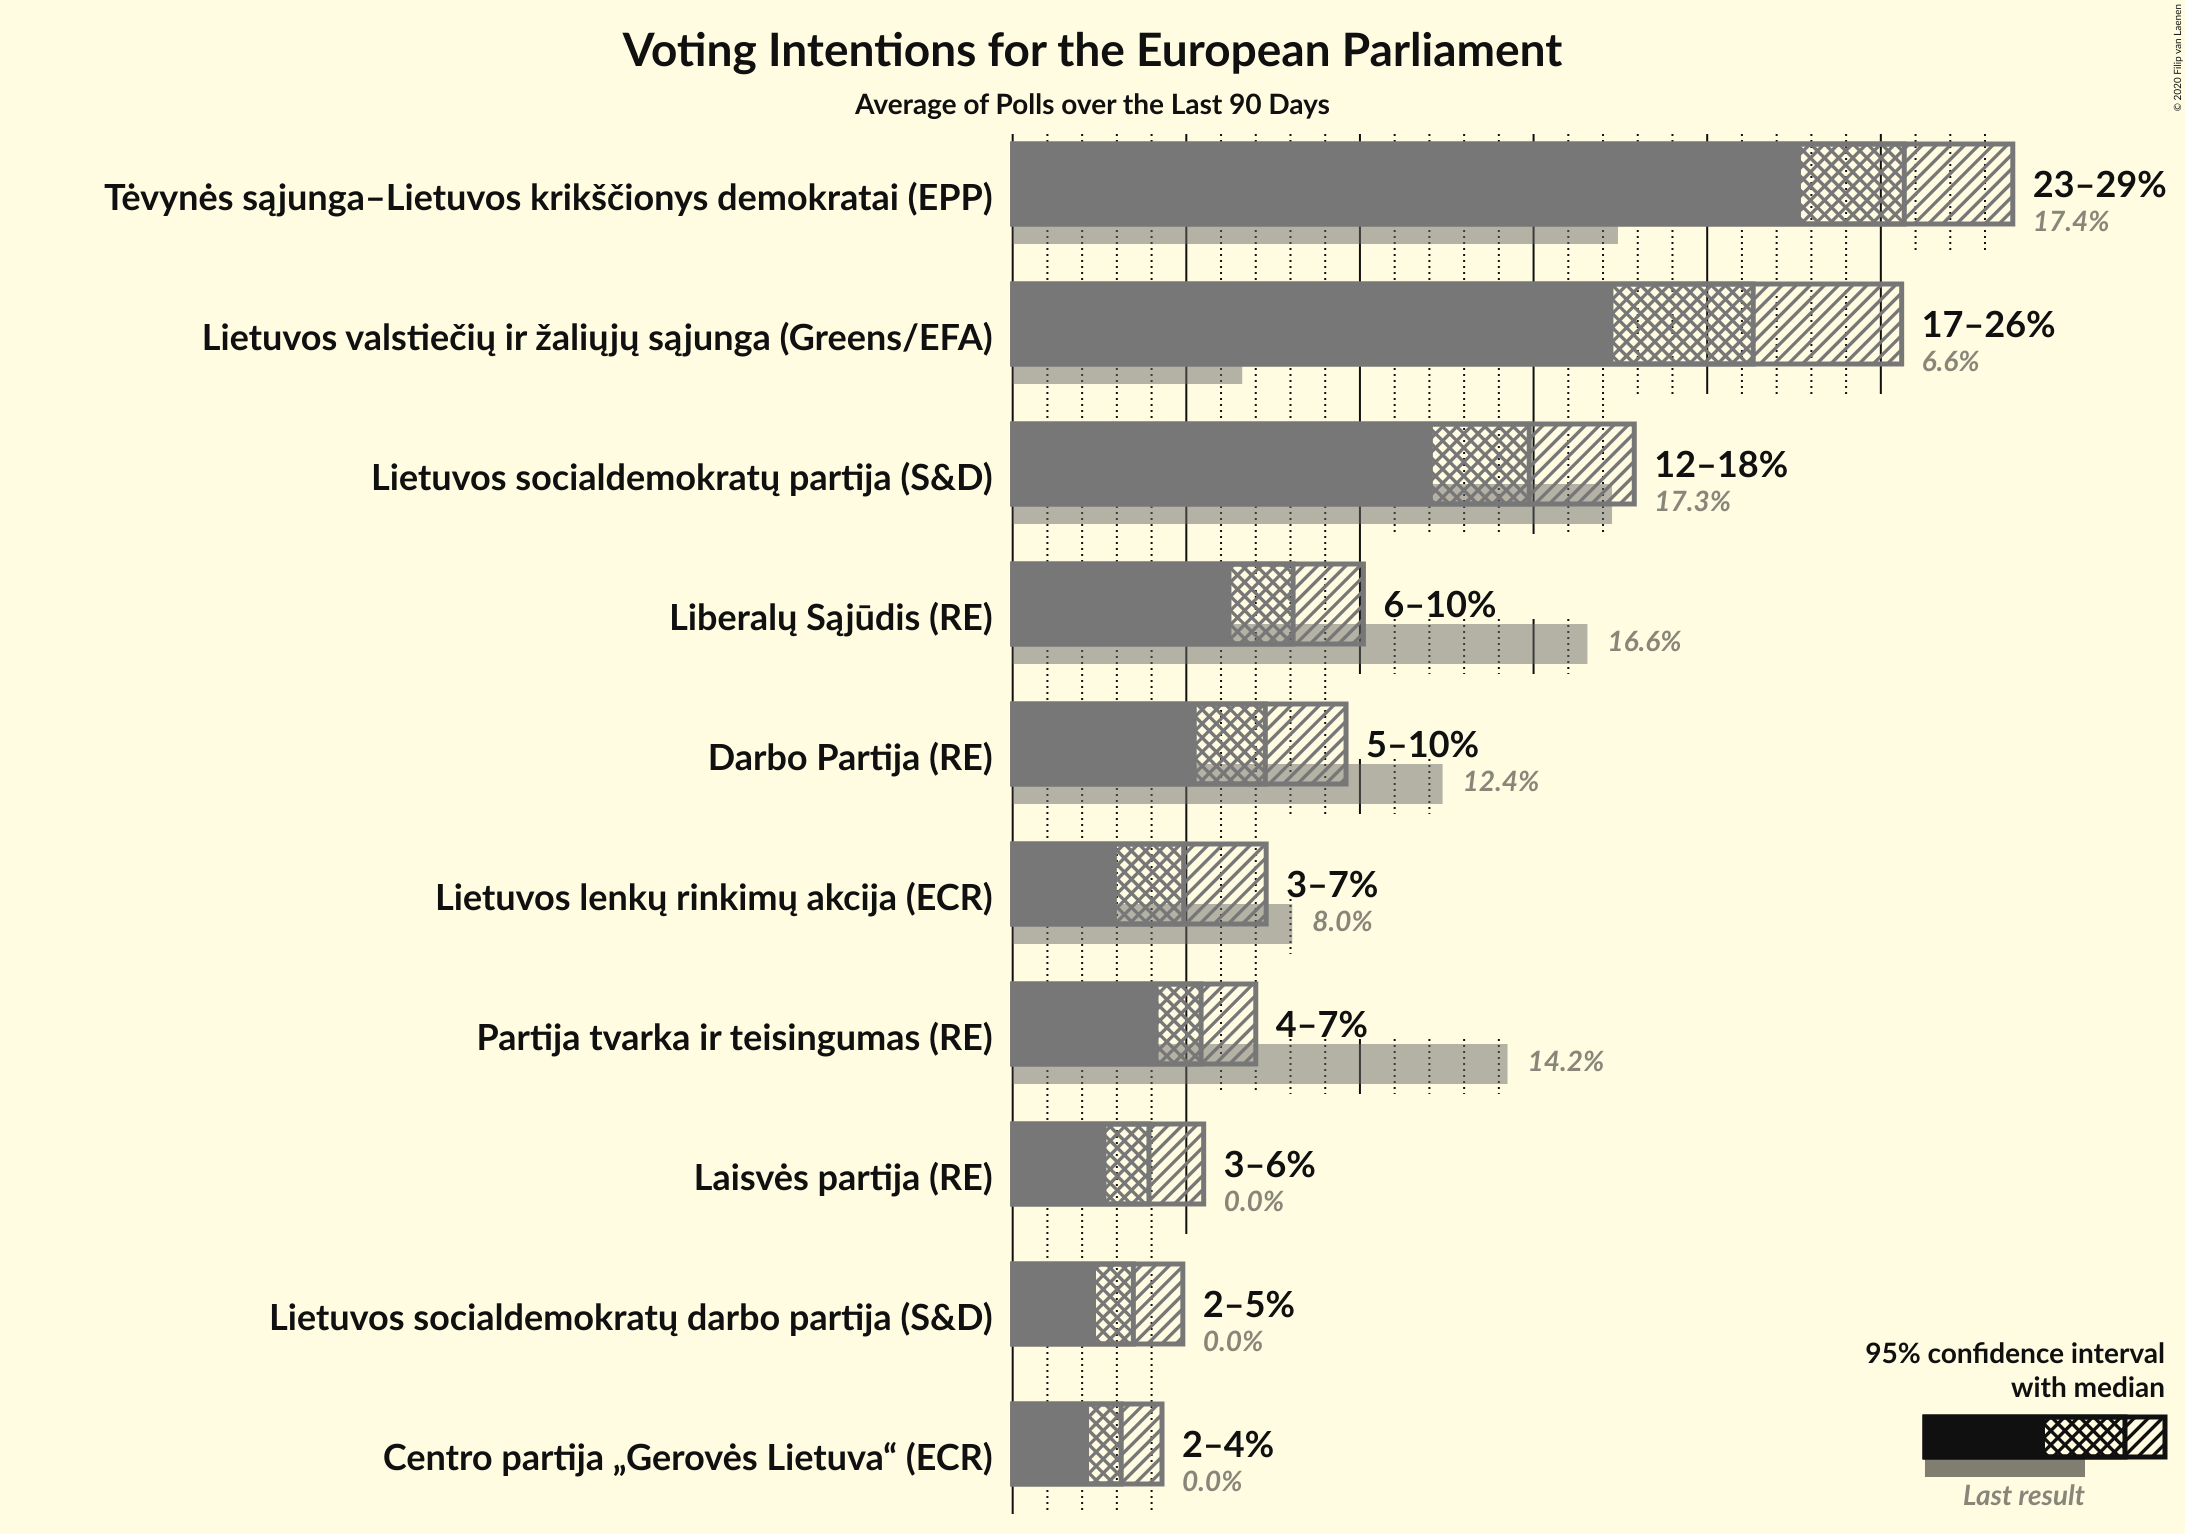 Voting Intentions for the European Parliament
Average of Polls over the Last 90 Days
© 2020 Filip van Laenen
Tėvynės sąjunga–Lietuvos krikščionys demokratai (EPP)
23–29%
17.4%
Lietuvos valstiečių ir žaliųjų sąjunga (Greens/EFA)
17–26%
6.6%
Lietuvos socialdemokratų partija (S&D)
12–18%
17.3%
Liberalų Sąjūdis (RE)
6–10%
16.6%
Darbo Partija (RE)
5–10%
12.4%
Lietuvos lenkų rinkimų akcija (ECR)
3–7%
8.0%
Partija tvarka ir teisingumas (RE)
4–7%
14.2%
Laisvės partija (RE)
3–6%
0.0%
Lietuvos socialdemokratų darbo partija (S&D)
2–5%
0.0%
Centro partija „Gerovės Lietuva“ (ECR)
2–4%
0.0%
95% confidence interval
with median
Last result